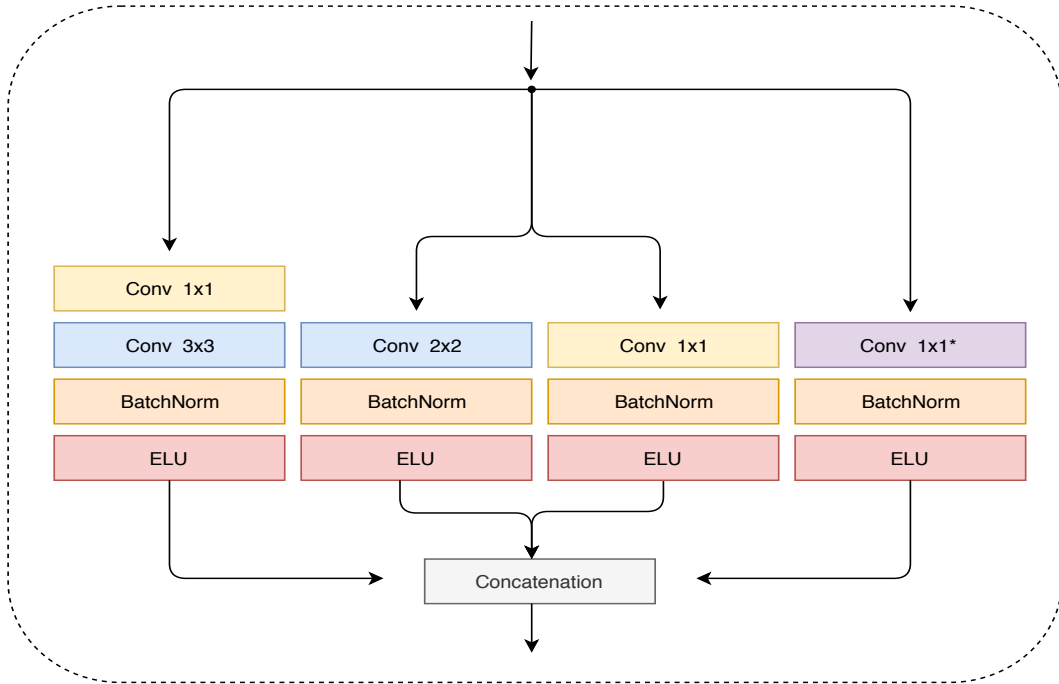 Conv 1x1
Conv 3x3
Conv 2x2
Conv 1x1
Conv 1x1*
BatchNorm
BatchNorm
BatchNorm
BatchNorm
ELU
ELU
ELU
ELU
Concatenation